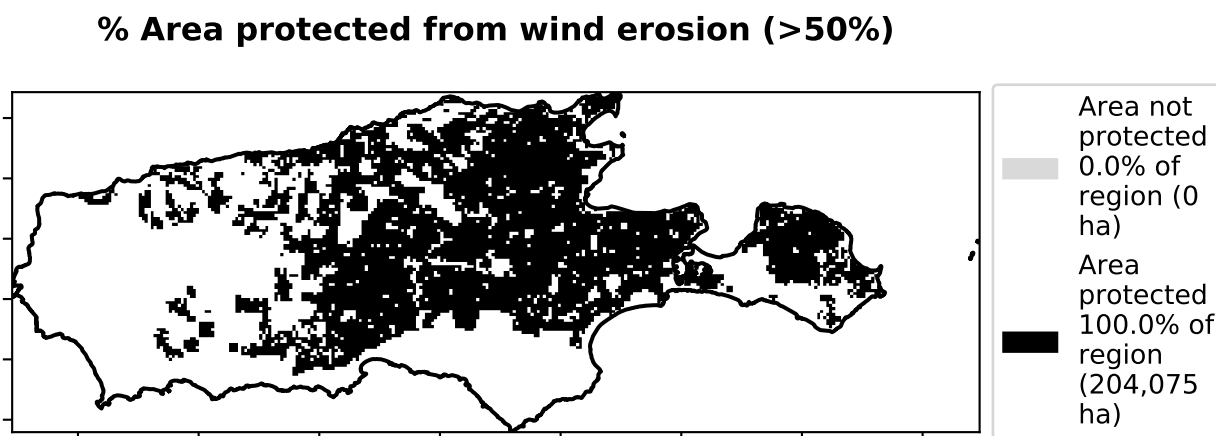 % Area protected from wind erosion (>50%)
Area not
protected
0.0% of
region (0
ha)
Area
protected
100.0% of
region
(204,075
ha)